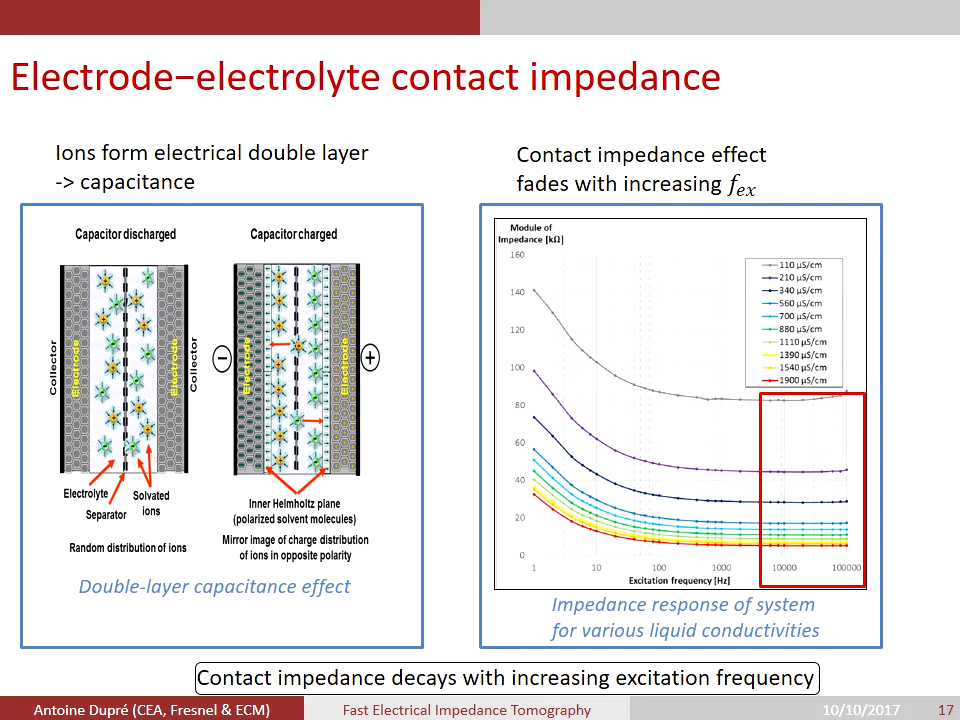 Electrode−electrolyte contact impedance
Ions form electrical double layer
-> capacitance
Capacitor discharged
Capacitor charged
Collector
Electrode
Electrode
Collector
−
Electrode
Electrode
+
Electrolyte
Separator
Solvated
ions
Random distribution of ions
Inner Helmholtz plane
(polarized solvent molecules)
Mirror image of charge distribution
of ions in opposite polarity
Double-layer capacitance effect
Contact impedance effect
fades with increasing fex
Module of
Impedance [kΩ]
160
140
120
100
80
60
40
20
0
110 µS/cm
210 µS/cm
340 µS/cm
560 µS/cm
700 µS/cm
880 µS/cm
1110 µS/cm
1390 µS/cm
1540 µS/cm
1900 µS/cm
1 10 100 1000 10000 100000
Excitation frequency [Hz]
Impedance response of system
for various liquid conductivities
Contact impedance decays with increasing excitation frequency
Antoine Dupré (CEA, Fresnel & ECM) Fast Electrical Impedance Tomography 10/10/2017 17